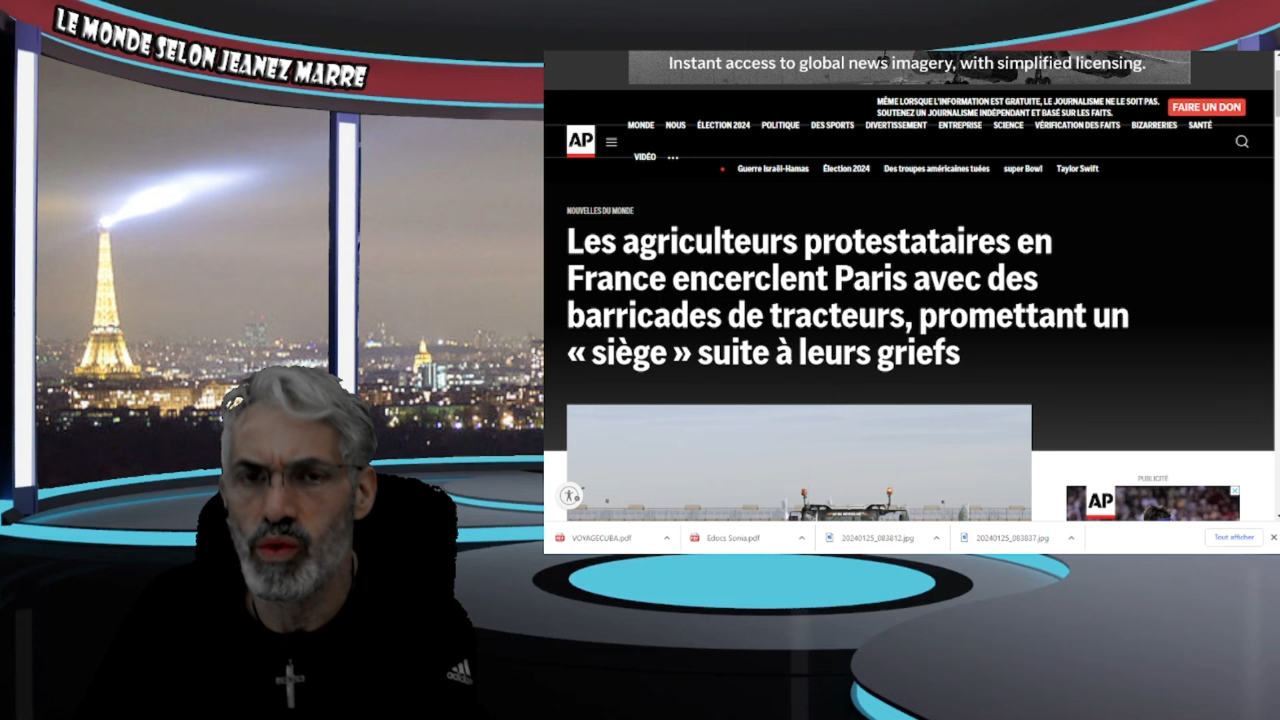 LE MONDE SELON JEANEZ MARRE
Instant access to global news imagery, with simplified licensing.
MÊME LORSQUE L'INFORMATION EST GRATUITE, LE JOURNALISME NE LE SOIT PAS.
SOUTENEZ UN JOURNALISME INDÉPENDANT ET BASÉ SUR LES FAITS.
FAIRE UN DON
AP
MONDE NOUS ÉLECTION 2024 POLITIQUE DES SPORTS DIVERTISSEMENT ENTREPRISE SCIENCE VÉRIFICATION DES FAITS BIZARRERIES SANTÉ
VIDÉO ...
Guerre Israël-Hamas Élection 2024 Des troupes américaines tuées super Bowl Taylor Swift
NOUVELLES DU MONDE
Les agriculteurs protestataires en
France encerclent Paris avec des
barricades de tracteurs, promettant un
« siège » suite à leurs griefs
PUBLICITÉ
AP
VOYAGECUBA.pdf Edocs Sonia.pdf 20240125_083812.jpg 20240125_083837.jpg Tout afficher
adidas